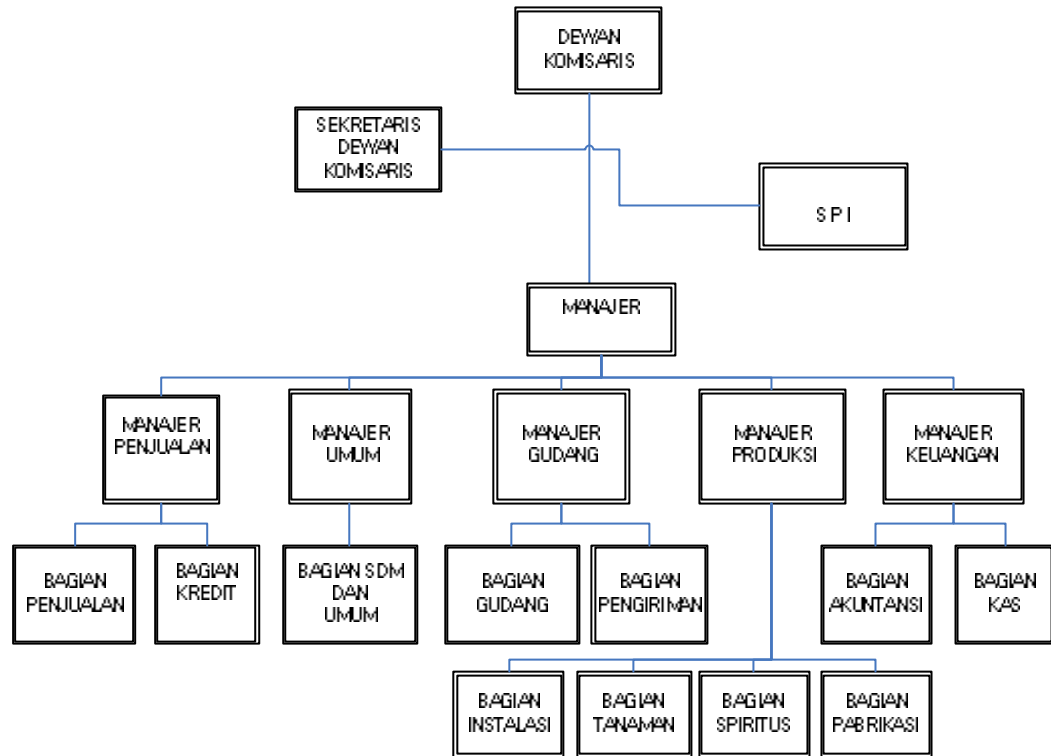 DEWAN
KOMISARIS
SEKRETARIS
DEWAN
KOMISARIS
S P I
MANAJER
MANAJER
PENJUALAN
MANAJER
UMUM
MANAJER
GUDANG
MANAJER
PRODUKSI
MANAJER
KEUANGAN
BAGIAN
PENJUALAN
BAGIAN
KREDIT
BAGIAN SDM
DAN
UMUM
BAGIAN
GUDANG
BAGIAN
PENGIRIMAN
BAGIAN
AKUNTANSI
BAGIAN
KAS
BAGIAN
INSTALASI
BAGIAN
TANAMAN
BAGIAN
SPIRITUS
BAGIAN
PABRIKASI